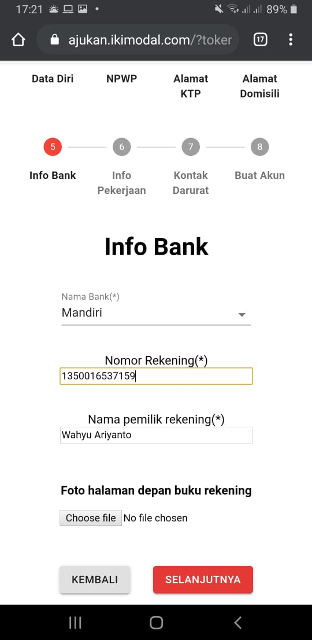 17:21 89%
ajukan.ikimodal.com/?toker 17
Data Diri NPWP Alamat KTP Alamat Domisili
5 6 7 8
Info Bank Info Pekerjaan Kontak Darurat Buat Akun
Info Bank
Nama Bank(*)
Mandiri
Nomor Rekening(*)
1350016537159
Nama pemilik rekening(*)
Wahyu Ariyanto
Foto halaman depan buku rekening
Choose file No file chosen
KEMBALI SELANJUTNYA